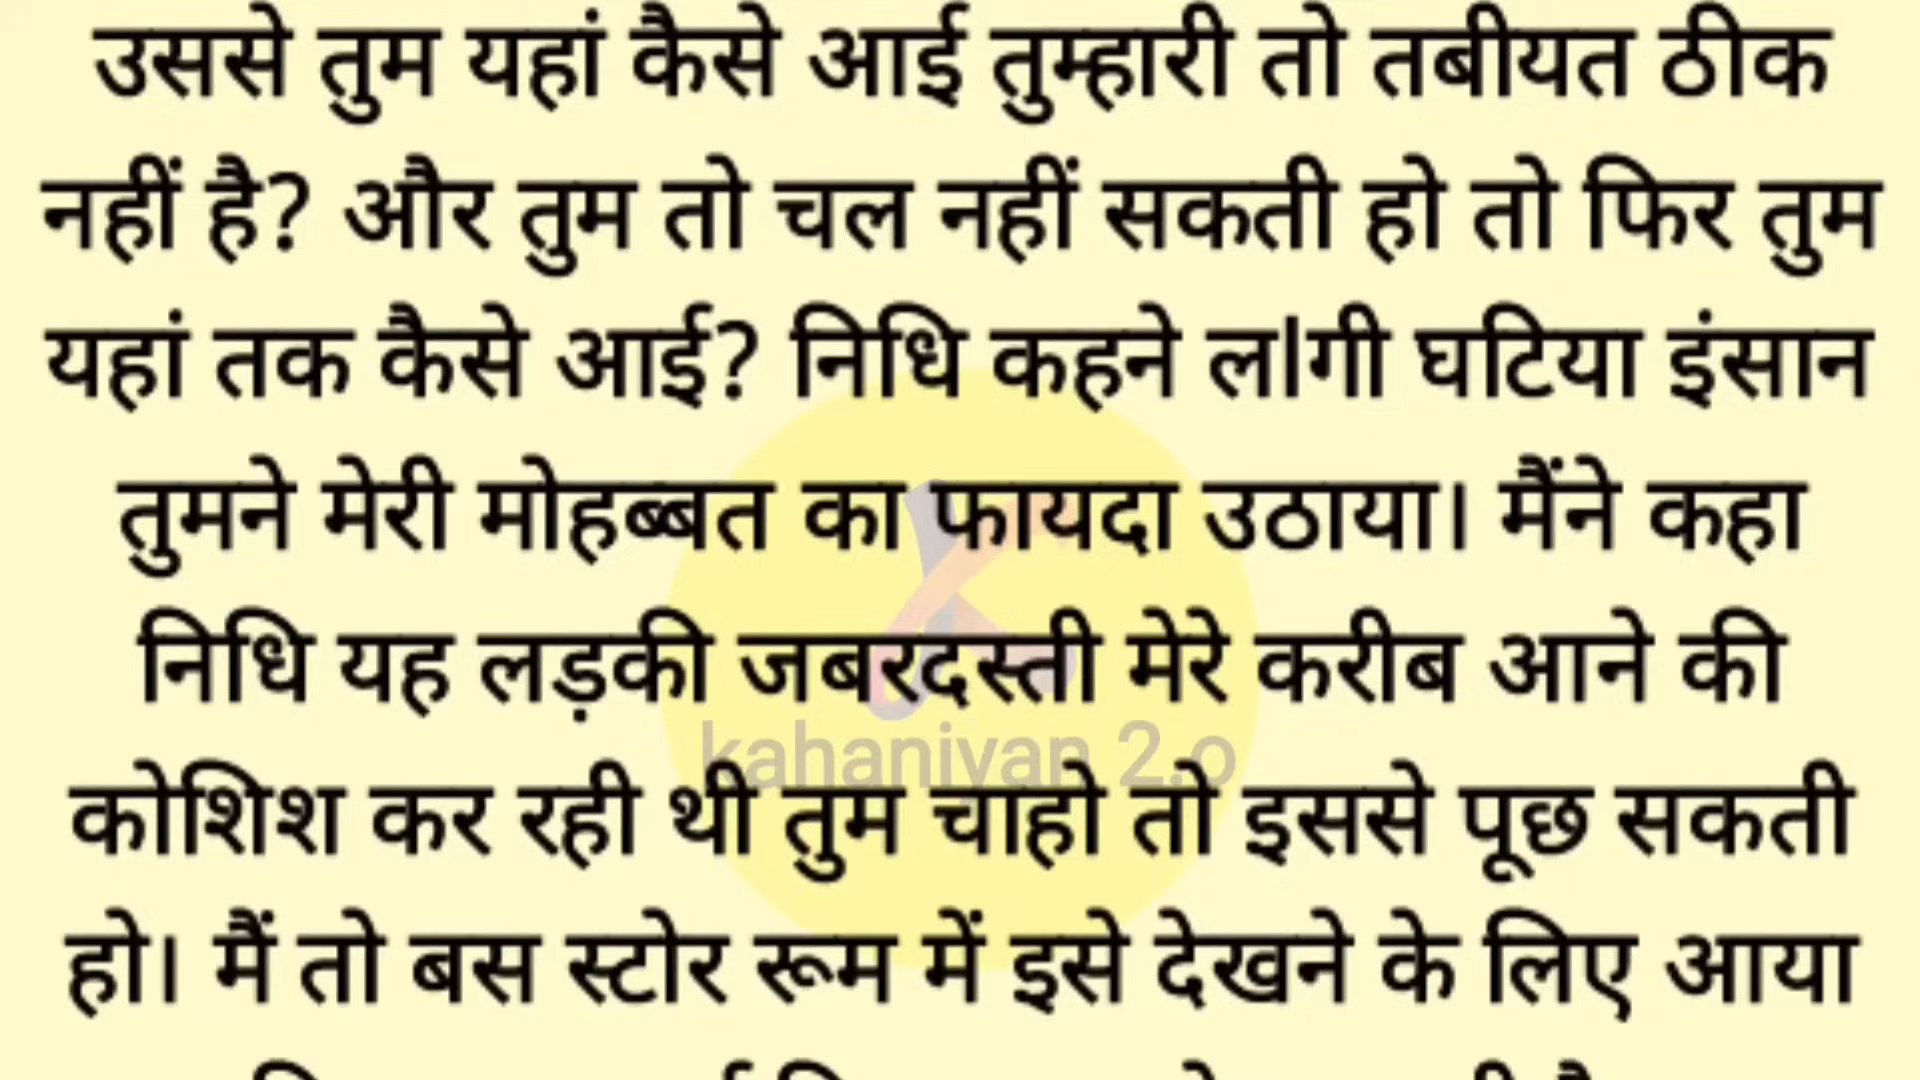 उससे तुम यहां कैसे आई तुम्हारी तो तबीयत ठीक
नहीं है? और तुम तो चल नहीं सकती हो तो फिर तुम
यहां तक कैसे आई? निधि कहने लlगी घटिया इंसान
तुमने मेरी मोहब्बत का फायदा उठाया। मैंने कहा
निधि यह लड़की जबरदस्ती मेरे करीब आने की
kahaniyan 2.o
कोशिश कर रही थी तुम चाहो तो इससे पूछ सकती
हो। मैं तो बस स्टोर रूम में इसे देखने के लिए आया